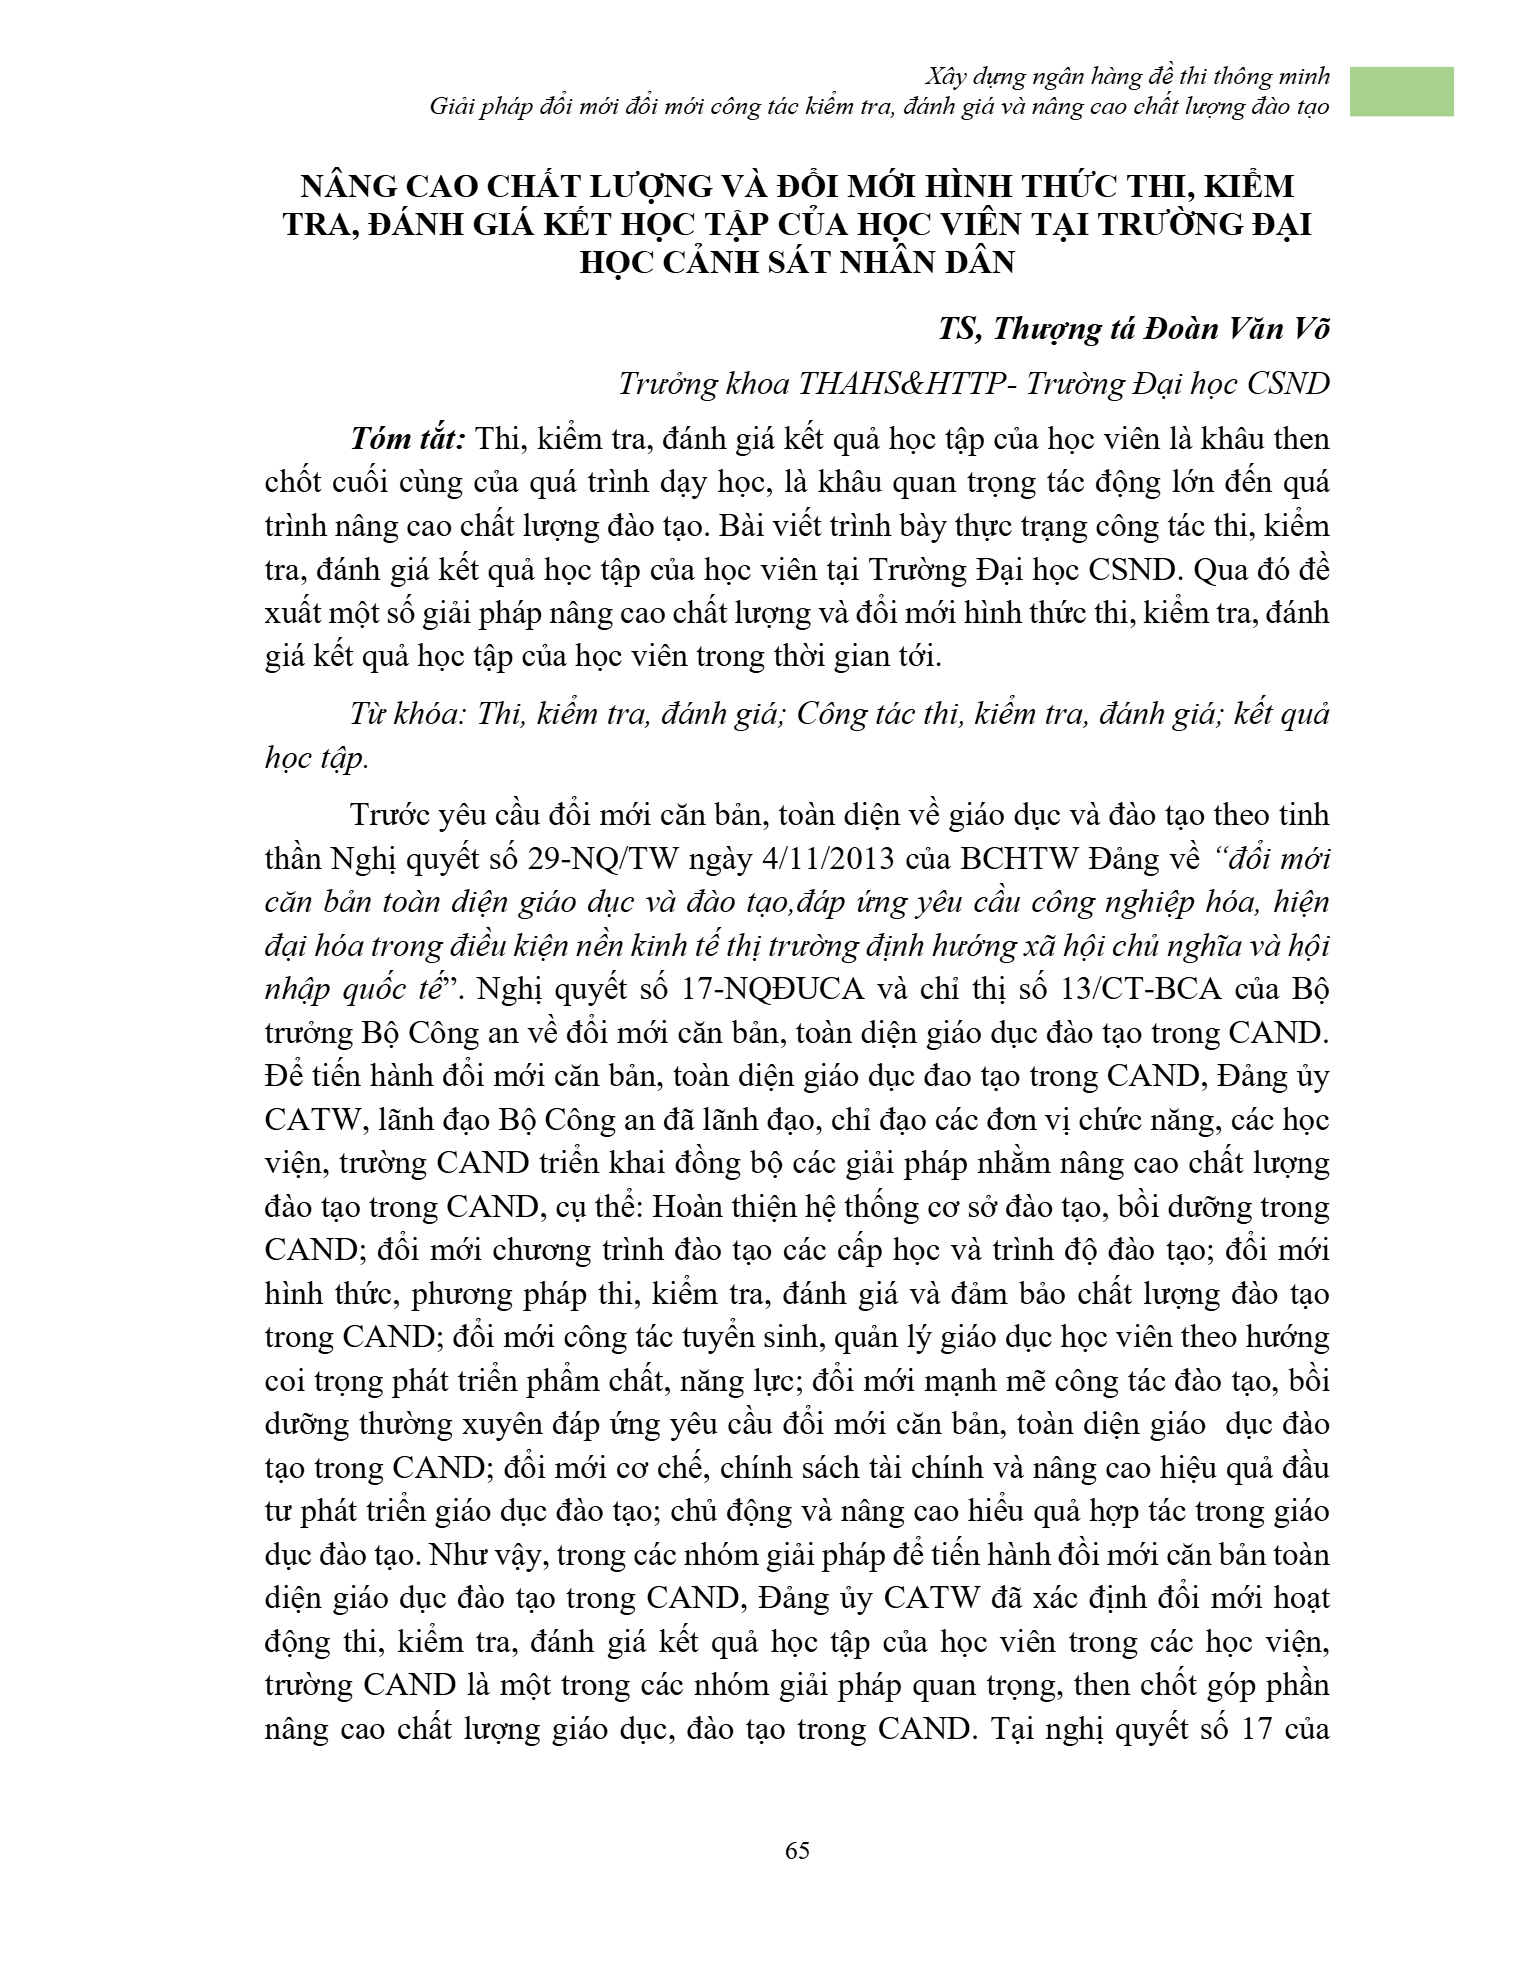 Xây dựng ngân hàng đề thi thông minh
Giải pháp đổi mới đổi mới công tác kiểm tra, đánh giá và nâng cao chất lượng đào tạo
NÂNG CAO CHẤT LƯỢNG VÀ ĐỔI MỚI HÌNH THỨC THI, KIỂM
TRA, ĐÁNH GIÁ KẾT HỌC TẬP CỦA HỌC VIÊN TẠI TRƯỜNG ĐẠI
HỌC CẢNH SÁT NHÂN DÂN
TS, Thượng tá Đoàn Văn Võ
Trưởng khoa THAHS&HTTP- Trường Đại học CSND
Tóm tắt: Thi, kiểm tra, đánh giá kết quả học tập của học viên là khâu then
chốt cuối cùng của quá trình dạy học, là khâu quan trọng tác động lớn đến quá
trình nâng cao chất lượng đào tạo. Bài viết trình bày thực trạng công tác thi, kiểm
tra, đánh giá kết quả học tập của học viên tại Trường Đại học CSND. Qua đó đề
xuất một số giải pháp nâng cao chất lượng và đổi mới hình thức thi, kiểm tra, đánh
giá kết quả học tập của học viên trong thời gian tới.
Từ khóa: Thi, kiểm tra, đánh giá; Công tác thi, kiểm tra, đánh giá; kết quả
học tập.
Trước yêu cầu đổi mới căn bản, toàn diện về giáo dục và đào tạo theo tinh
thần Nghị quyết số 29-NQ/TW ngày 4/11/2013 của BCHTW Đảng về “đổi mới
căn bản toàn diện giáo dục và đào tạo,đáp ứng yêu cầu công nghiệp hóa, hiện
đại hóa trong điều kiện nền kinh tế thị trường định hướng xã hội chủ nghĩa và hội
nhập quốc tế”. Nghị quyết số 17-NQĐUCA và chỉ thị số 13/CT-BCA của Bộ
trưởng Bộ Công an về đổi mới căn bản, toàn diện giáo dục đào tạo trong CAND.
Để tiến hành đổi mới căn bản, toàn diện giáo dục đao tạo trong CAND, Đảng ủy
CATW, lãnh đạo Bộ Công an đã lãnh đạo, chỉ đạo các đơn vị chức năng, các học
viện, trường CAND triển khai đồng bộ các giải pháp nhằm nâng cao chất lượng
đào tạo trong CAND, cụ thể: Hoàn thiện hệ thống cơ sở đào tạo, bồi dưỡng trong
CAND; đổi mới chương trình đào tạo các cấp học và trình độ đào tạo; đổi mới
hình thức, phương pháp thi, kiểm tra, đánh giá và đảm bảo chất lượng đào tạo
trong CAND; đổi mới công tác tuyển sinh, quản lý giáo dục học viên theo hướng
coi trọng phát triển phẩm chất, năng lực; đổi mới mạnh mẽ công tác đào tạo, bồi
dưỡng thường xuyên đáp ứng yêu cầu đổi mới căn bản, toàn diện giáo  dục đào
tạo trong CAND; đổi mới cơ chế, chính sách tài chính và nâng cao hiệu quả đầu
tư phát triển giáo dục đào tạo; chủ động và nâng cao hiểu quả hợp tác trong giáo
dục đào tạo. Như vậy, trong các nhóm giải pháp để tiến hành đồi mới căn bản toàn
diện giáo dục đào tạo trong CAND, Đảng ủy CATW đã xác định đổi mới hoạt
động thi, kiểm tra, đánh giá kết quả học tập của học viên trong các học viện,
trường CAND là một trong các nhóm giải pháp quan trọng, then chốt góp phần
nâng cao chất lượng giáo dục, đào tạo trong CAND. Tại nghị quyết số 17 của
65